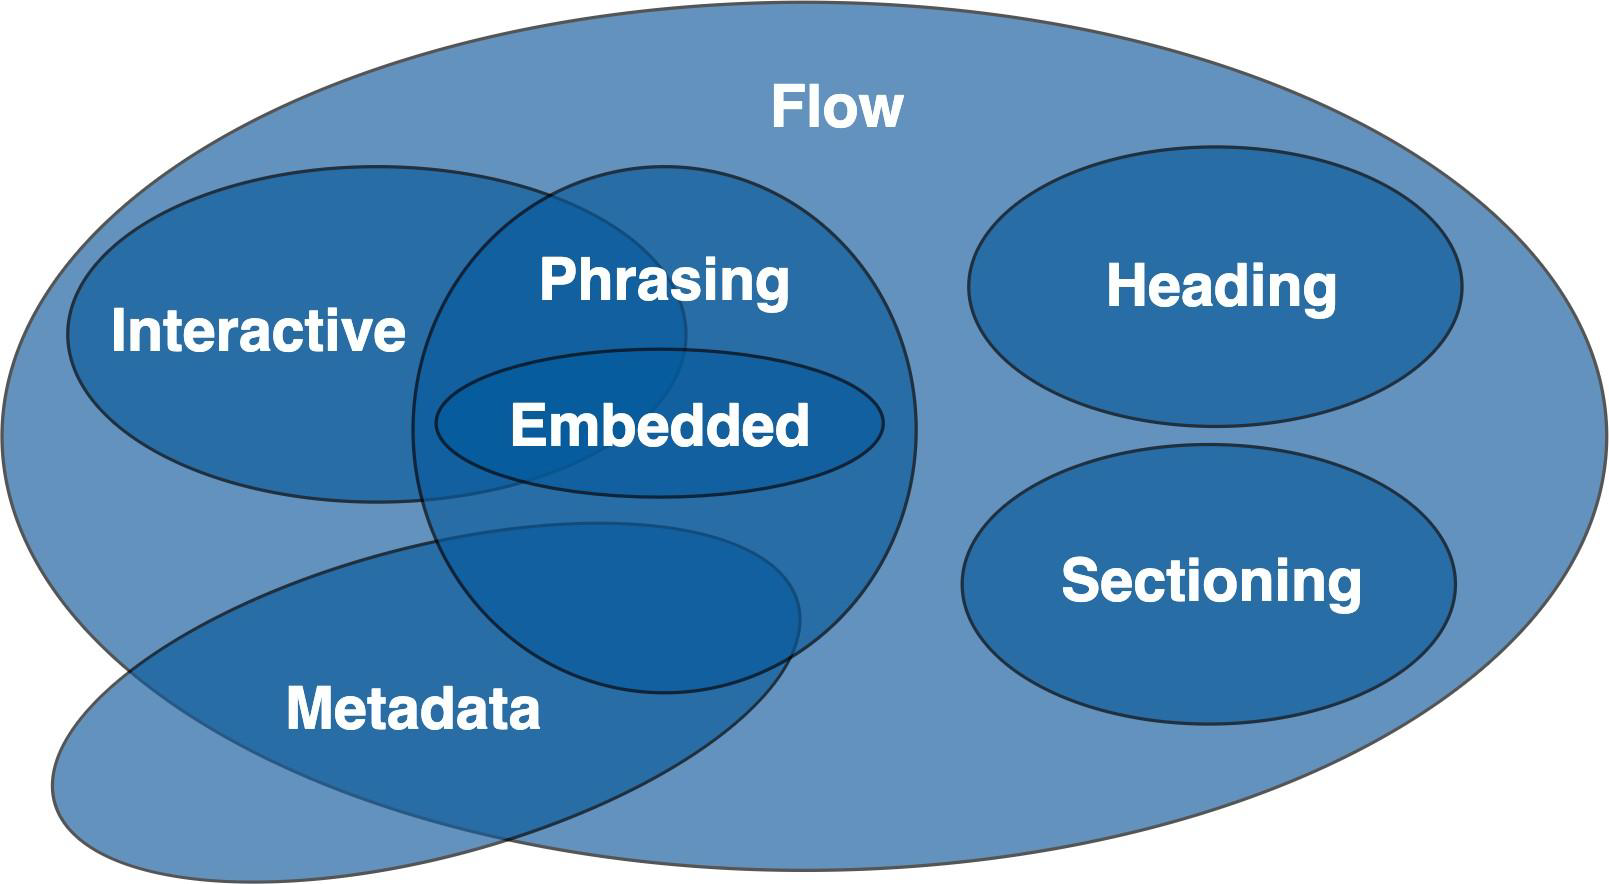 Flow
Interactive
Phrasing
Embedded
Heading
Sectioning
Metadata